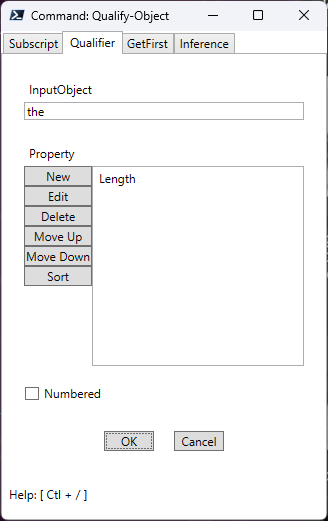 Command: Qualify-Object
Subscript Qualifier GetFirst Inference
InputObject
the
Property
New
Edit
Delete
Move Up
Move Down
Sort
Length
Numbered
OK Cancel
Help: [ Ctl + / ]